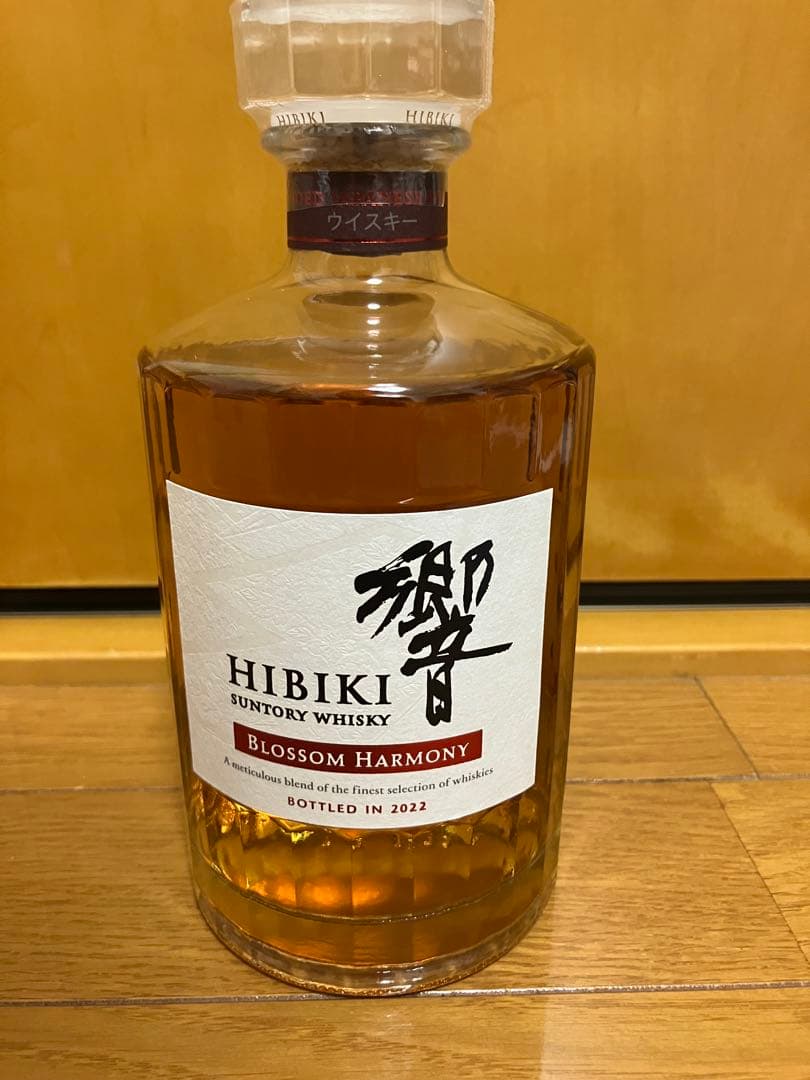 HIBIKI HIBIKI
ウイスキー
響
HIBIKI
SUNTORY WHISKY
BLOSSOM HARMONY
A meticulous blend of the finest selection of whiskies
BOTTLED IN 2022